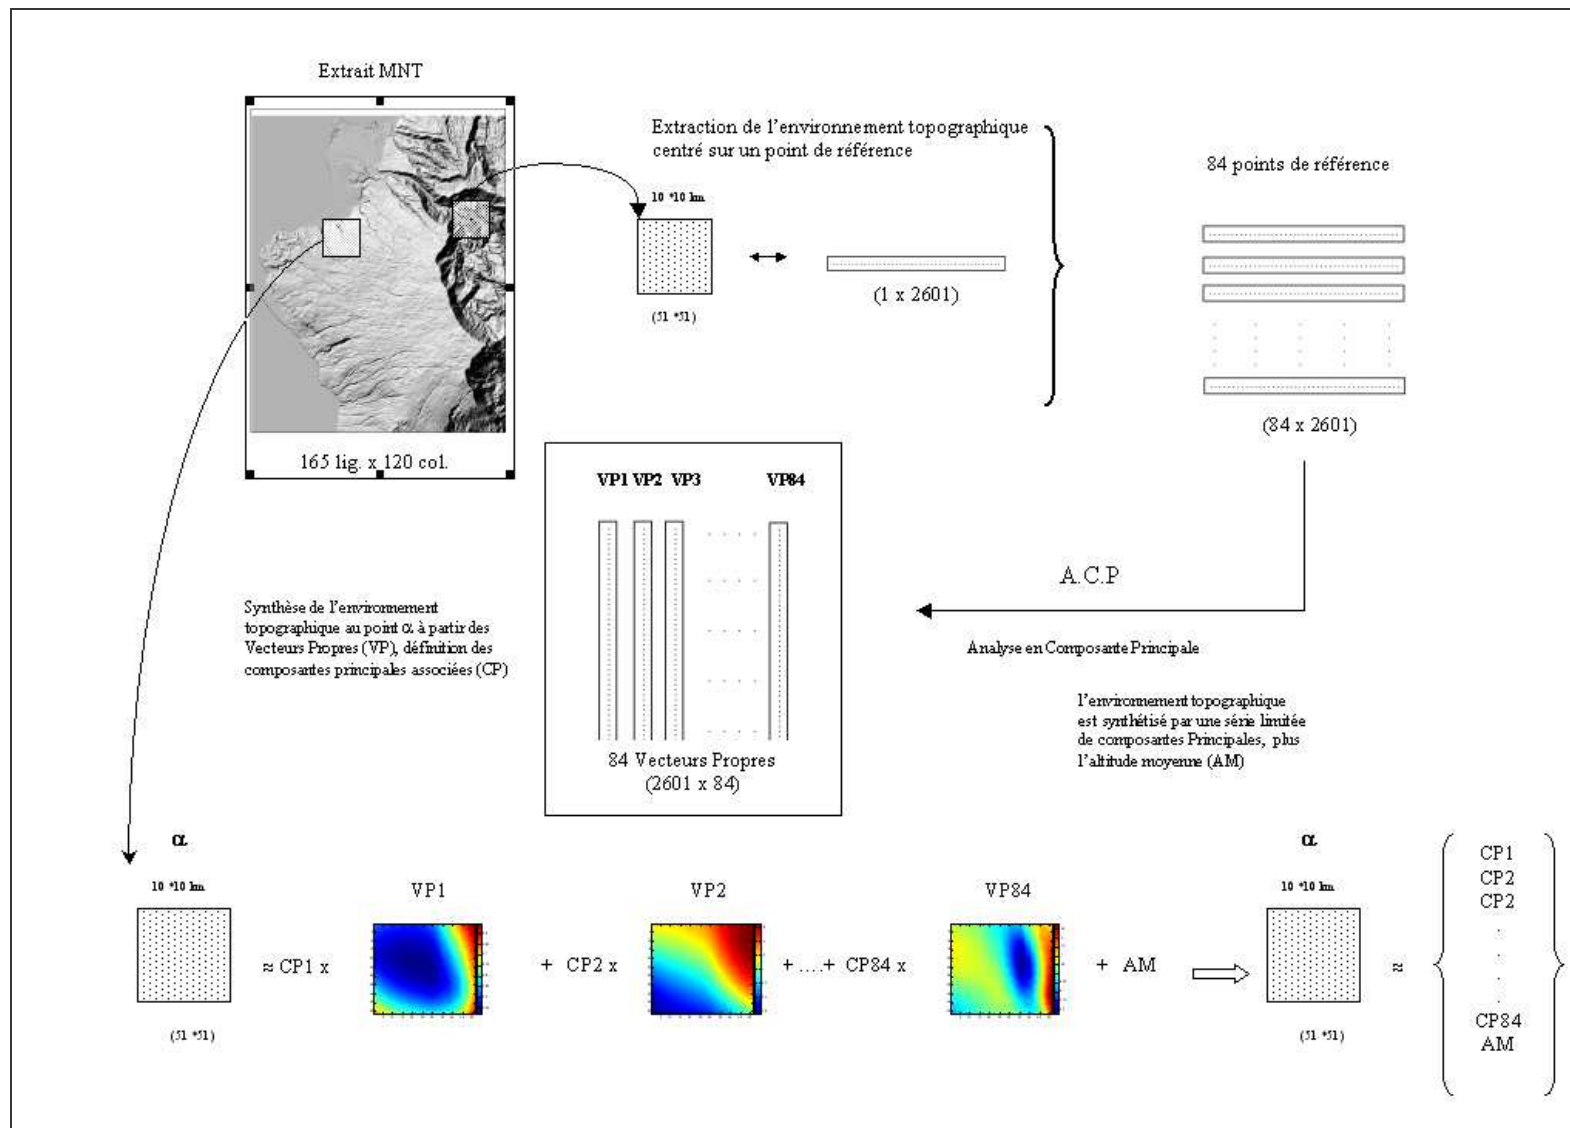 Extrait MNT
165 lig. x 120 col.
Extraction de l'environnement topographique
centré sur un point de référence
10 *10 km
(51 *51)
(1 x 2601)
84 points de référence
(84 x 2601)
A.C.P
Analyse en Composante Principale
l'environnement topographique
est synthétisé par une série limitée
de composantes Principales, plus
l'altitude moyenne (AM)
VP1 VP2 VP3 VP84
84 Vecteurs Propres
(2601 x 84)
Synthèse de l'environnement
topographique au point α à partir des
Vecteurs Propres (VP), définition des
composantes principales associées (CP)
α
10 *10 km
(51 *51)
≈ CP1 x
VP1
+ CP2 x
VP2
+ ....+ CP84 x
VP84
+ AM
α
10 *10 km
(51 *51)
≈
CP1
CP2
CP2
.
.
.
.
CP84
AM